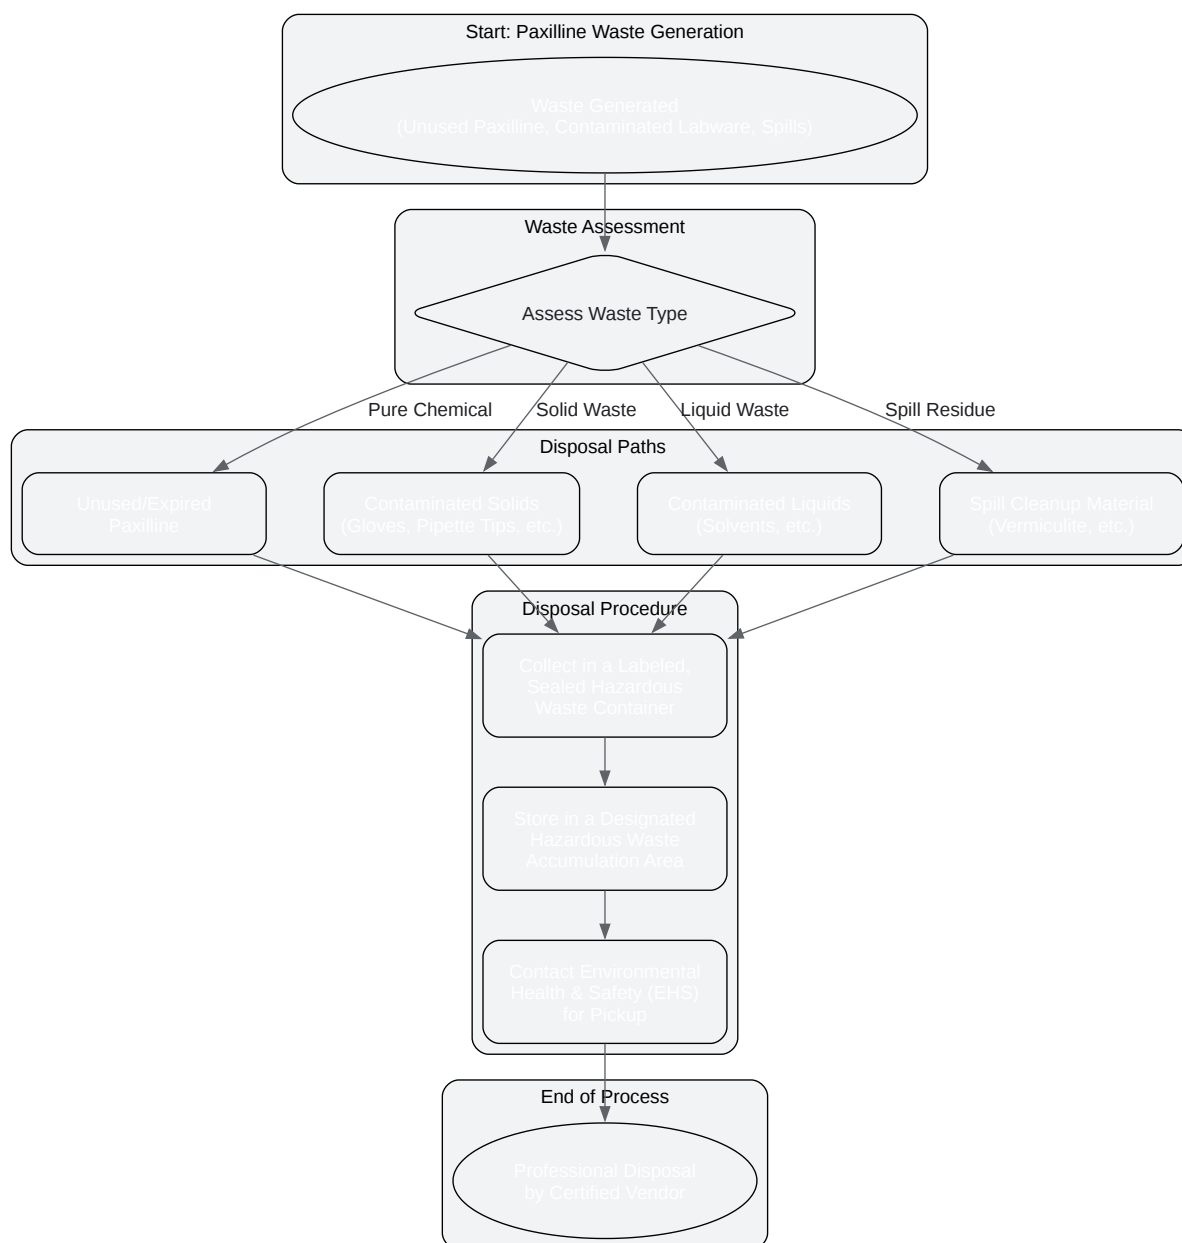 Start: Paxilline Waste Generation
Waste Generated
(Unused Paxilline, Contaminated Labware, Spills)
Waste Assessment
Assess Waste Type
Pure Chemical
Solid Waste
Liquid Waste
Spill Residue
Disposal Paths
Unused/Expired
Paxilline
Contaminated Solids
(Gloves, Pipette Tips, etc.)
Contaminated Liquids
(Solvents, etc.)
Spill Cleanup Material
(Vermiculite, etc.)
Disposal Procedure
Collect in a Labeled,
Sealed Hazardous
Waste Container
Store in a Designated
Hazardous Waste
Accumulation Area
Contact Environmental
Health & Safety (EHS)
for Pickup
End of Process
Professional Disposal
by Certified Vendor